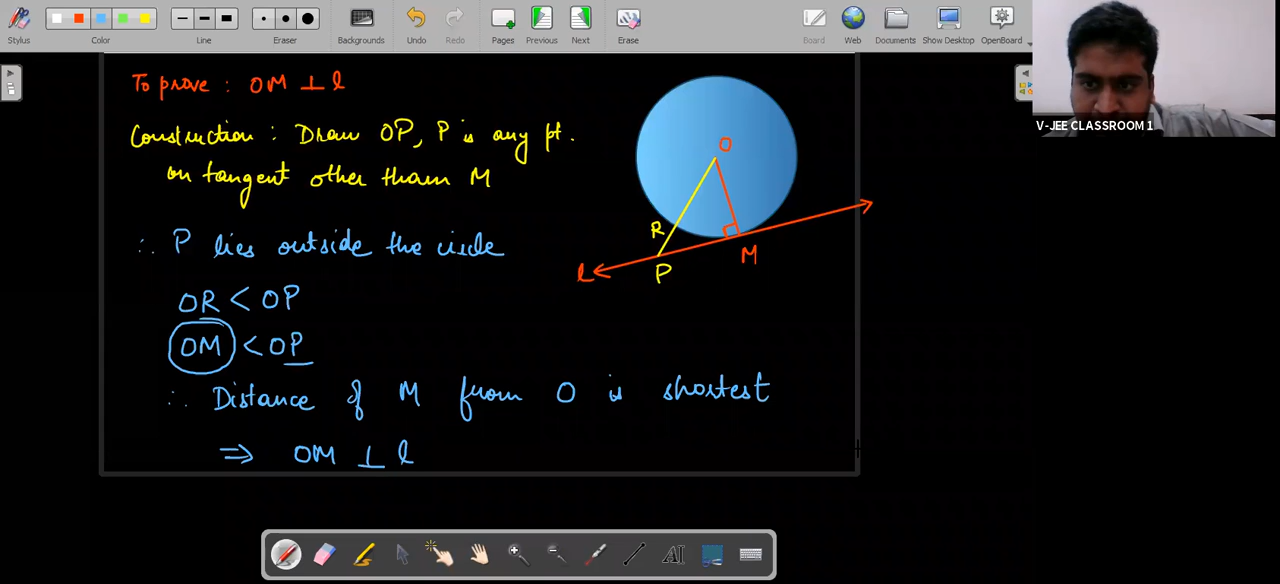 Stylus
Color
Line
Eraser
Backgrounds
Undo
Redo
Pages
Previous
Next
Erase
Board
Web
Documents
Show Desktop
OpenBoard
V-JEE CLASSROOM 1
To prove : OM ⊥ l
Construction : Draw OP, P is any pt.
on tangent other tham M
∴ P lies outside the circle
OR < OP
OM < OP
∴ Distance of M from O is shortest
⇒ OM ⊥ l
O
R
M
l
P
AI